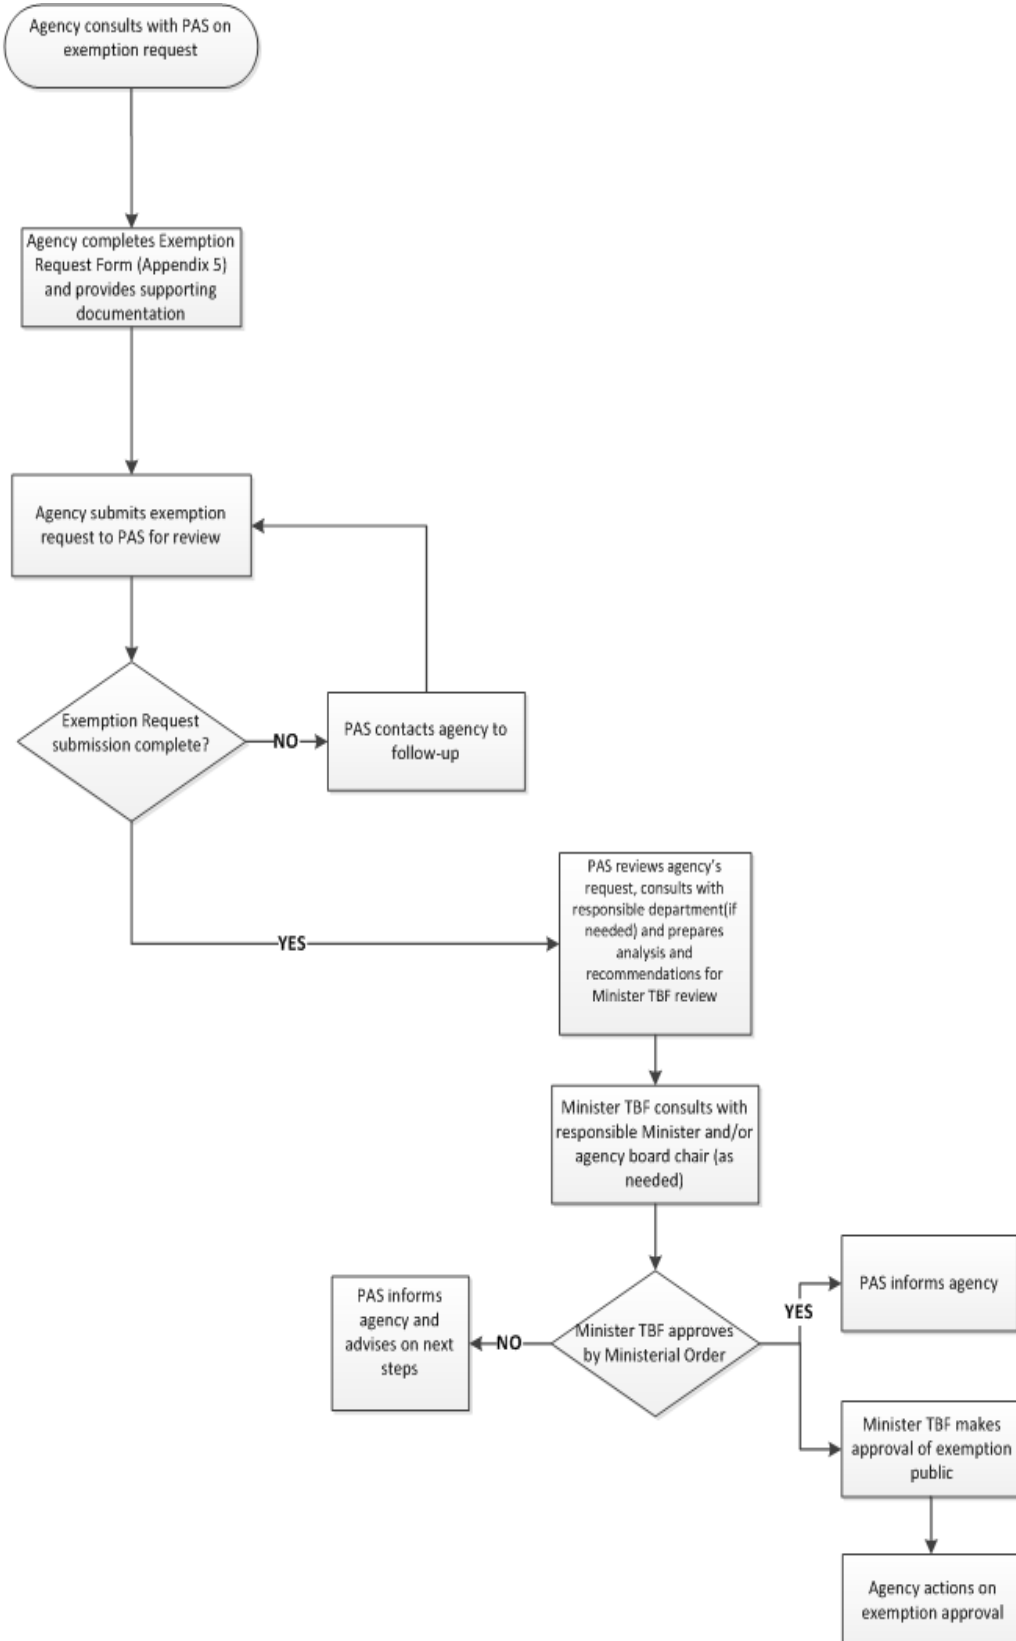 Agency consults with PAS on
exemption request
Agency completes Exemption
Request Form (Appendix 5)
and provides supporting
documentation
Agency submits exemption
request to PAS for review
Exemption Request
submission complete?
NO
PAS contacts agency to
follow-up
YES
PAS reviews agency's
request, consults with
responsible department(if
needed) and prepares
analysis and
recommendations for
Minister TBF review
Minister TBF consults with
responsible Minister and/or
agency board chair (as
needed)
Minister TBF approves
by Ministerial Order
NO
PAS informs
agency and
advises on next
steps
YES
PAS informs agency
Minister TBF makes
approval of exemption
public
Agency actions on
exemption approval